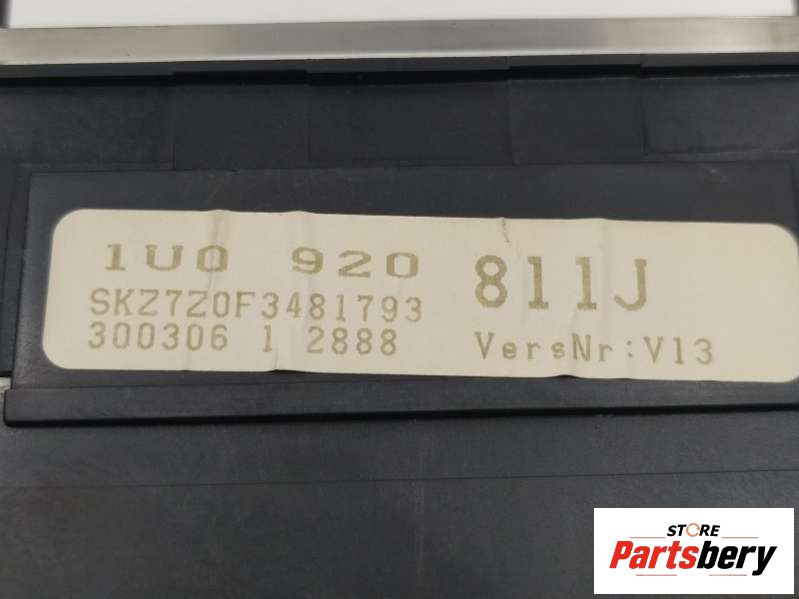 1U0 920 811J
SKZ7Z0F3481793
300306 1 2888 VersNr:V13
STORE
Partsbery